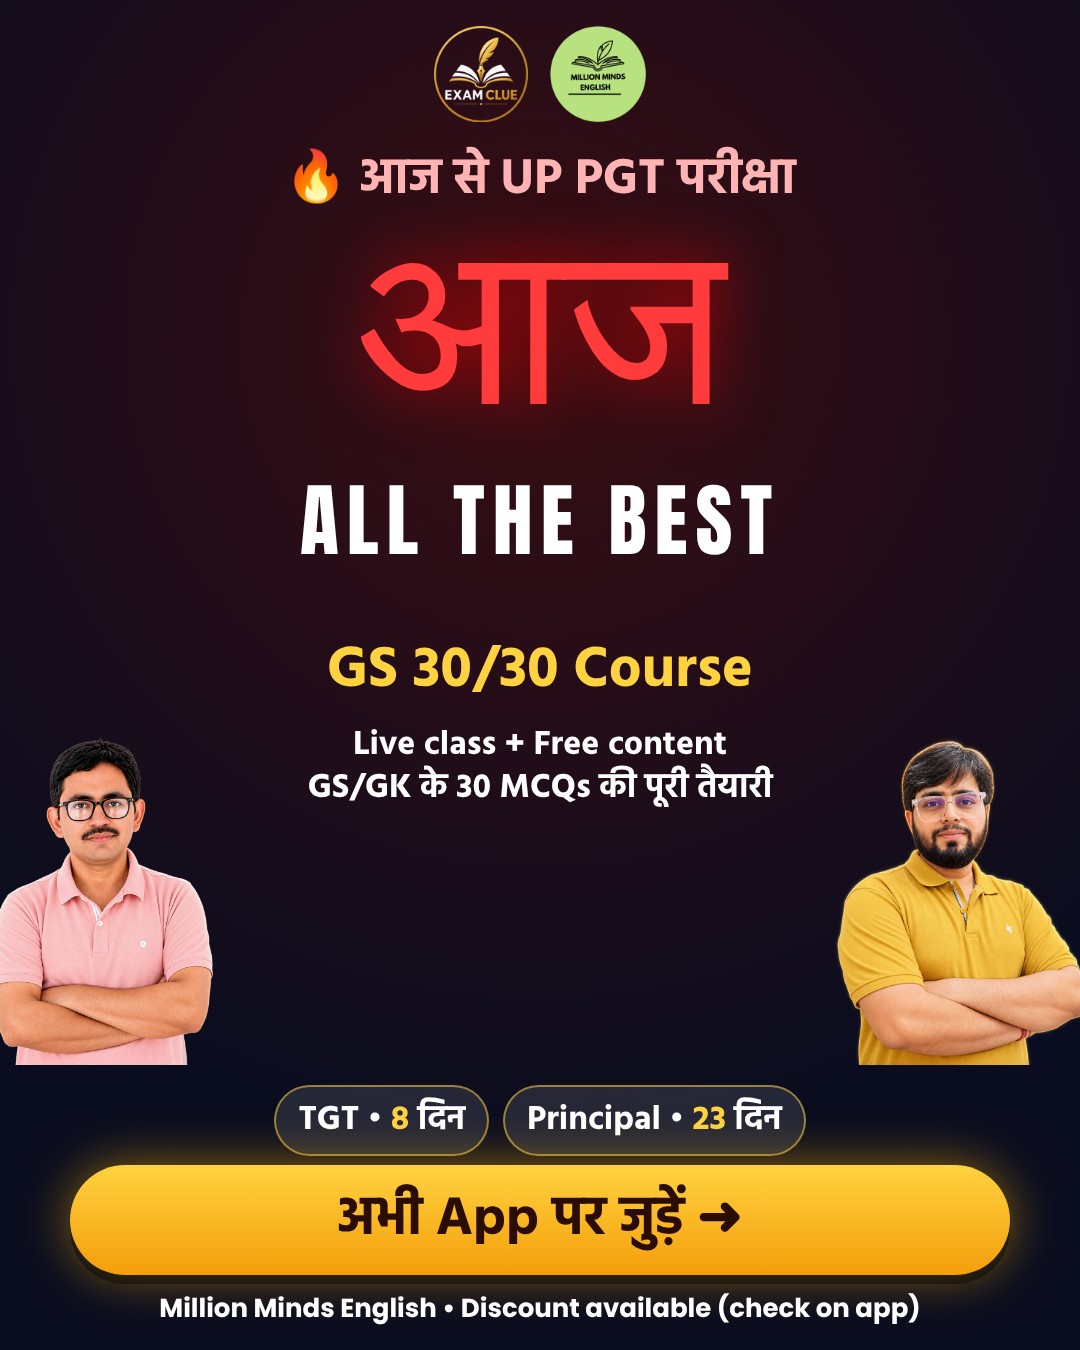 EXAM CLUE
MILLION MINDS
ENGLISH
🔥 आज से UP PGT परीक्षा
आज
ALL THE BEST
GS 30/30 Course
Live class + Free content
GS/GK के 30 MCQs की पूरी तैयारी
TGT • 8 दिन
Principal • 23 दिन
अभी App पर जुड़ें ➜
Million Minds English • Discount available (check on app)